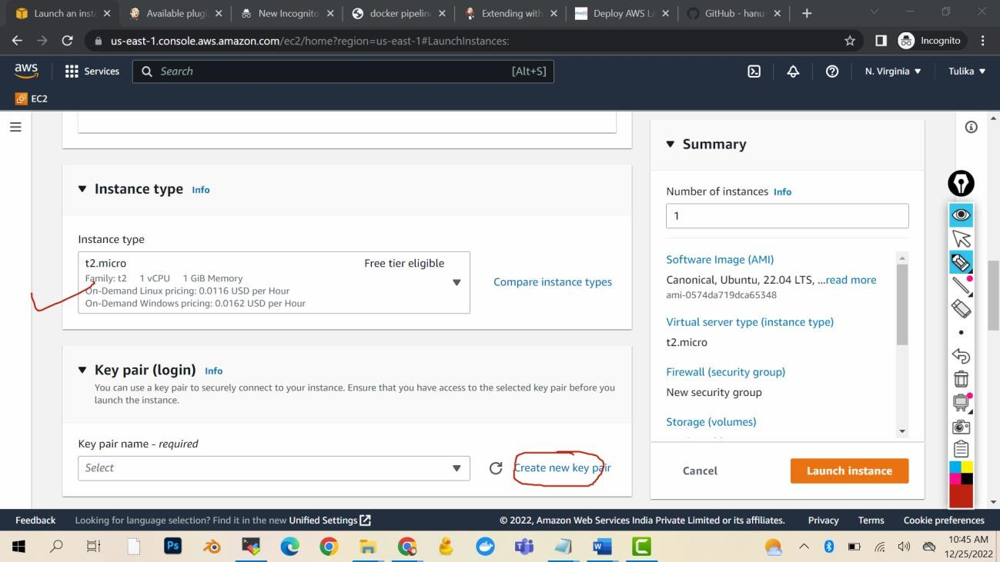 Launch an insta
Available plugi
New Incognito
docker pipelin
Extending with
Deploy AWS La
GitHub - hanu
us-east-1.console.aws.amazon.com/ec2/home?region=us-east-1#LaunchInstances:
Incognito
aws
Services
Search
[Alt+S]
N. Virginia
Tulika
EC2
Instance type Info
Instance type
t2.micro
Free tier eligible
Family: t2 1 vCPU 1 GiB Memory
On-Demand Linux pricing: 0.0116 USD per Hour
On-Demand Windows pricing: 0.0162 USD per Hour
Compare instance types
Key pair (login) Info
You can use a key pair to securely connect to your instance. Ensure that you have access to the selected key pair before you
launch the instance.
Key pair name - required
Select
Create new key pair
Summary
Number of instances Info
1
Software Image (AMI)
Canonical, Ubuntu, 22.04 LTS, ...read more
ami-0574da719dca65348
Virtual server type (instance type)
t2.micro
Firewall (security group)
New security group
Storage (volumes)
Cancel
Launch instance
Feedback
Looking for language selection? Find it in the new Unified Settings
© 2022, Amazon Web Services India Private Limited or its affiliates.
Privacy
Terms
Cookie preferences
Ps
10:45 AM
12/25/2022